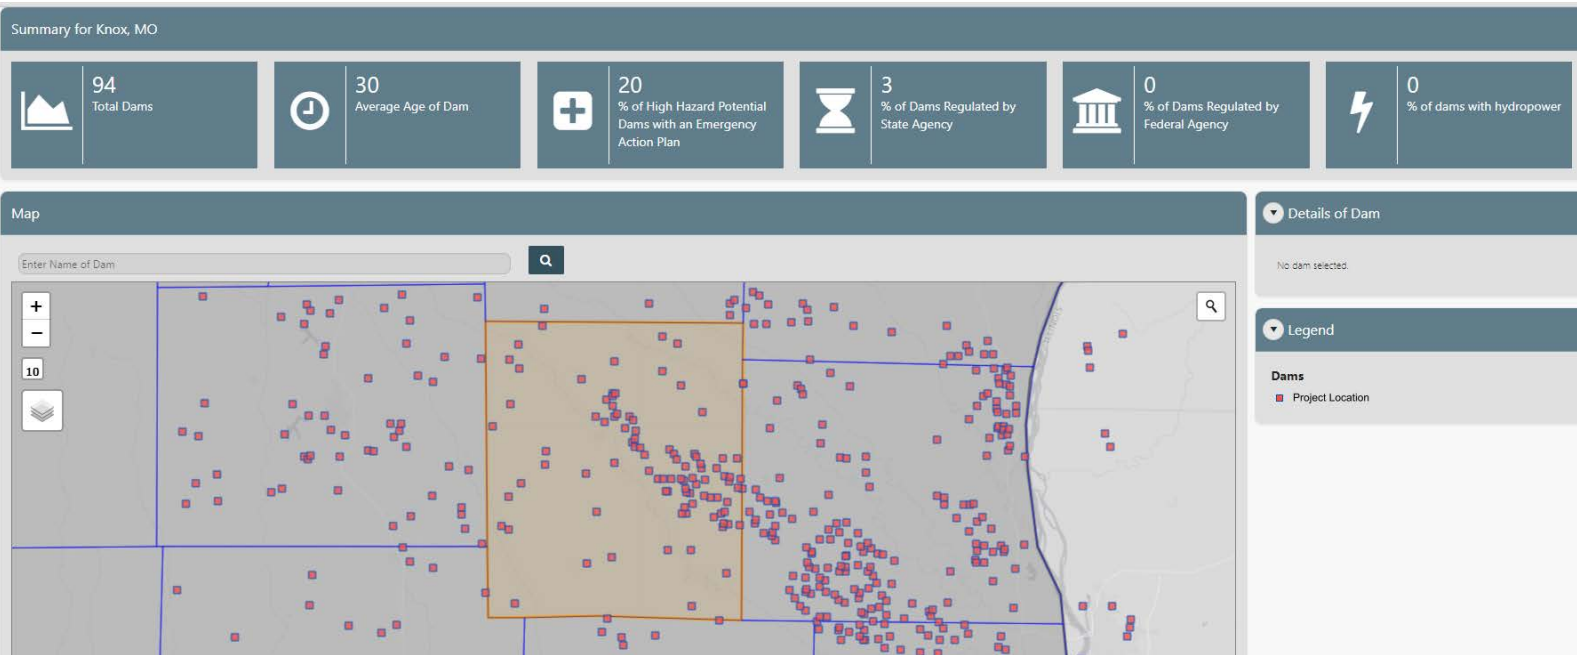 Summary for Knox, MO
94
Total Dams
30
Average Age of Dam
20
% of High Hazard Potential
Dams with an Emergency
Action Plan
3
% of Dams Regulated by
State Agency
0
% of Dams Regulated by
Federal Agency
0
% of dams with hydropower
Map
Enter Name of Dam
+
−
10
ILLINOIS
Details of Dam
No dam selected.
Legend
Dams
Project Location